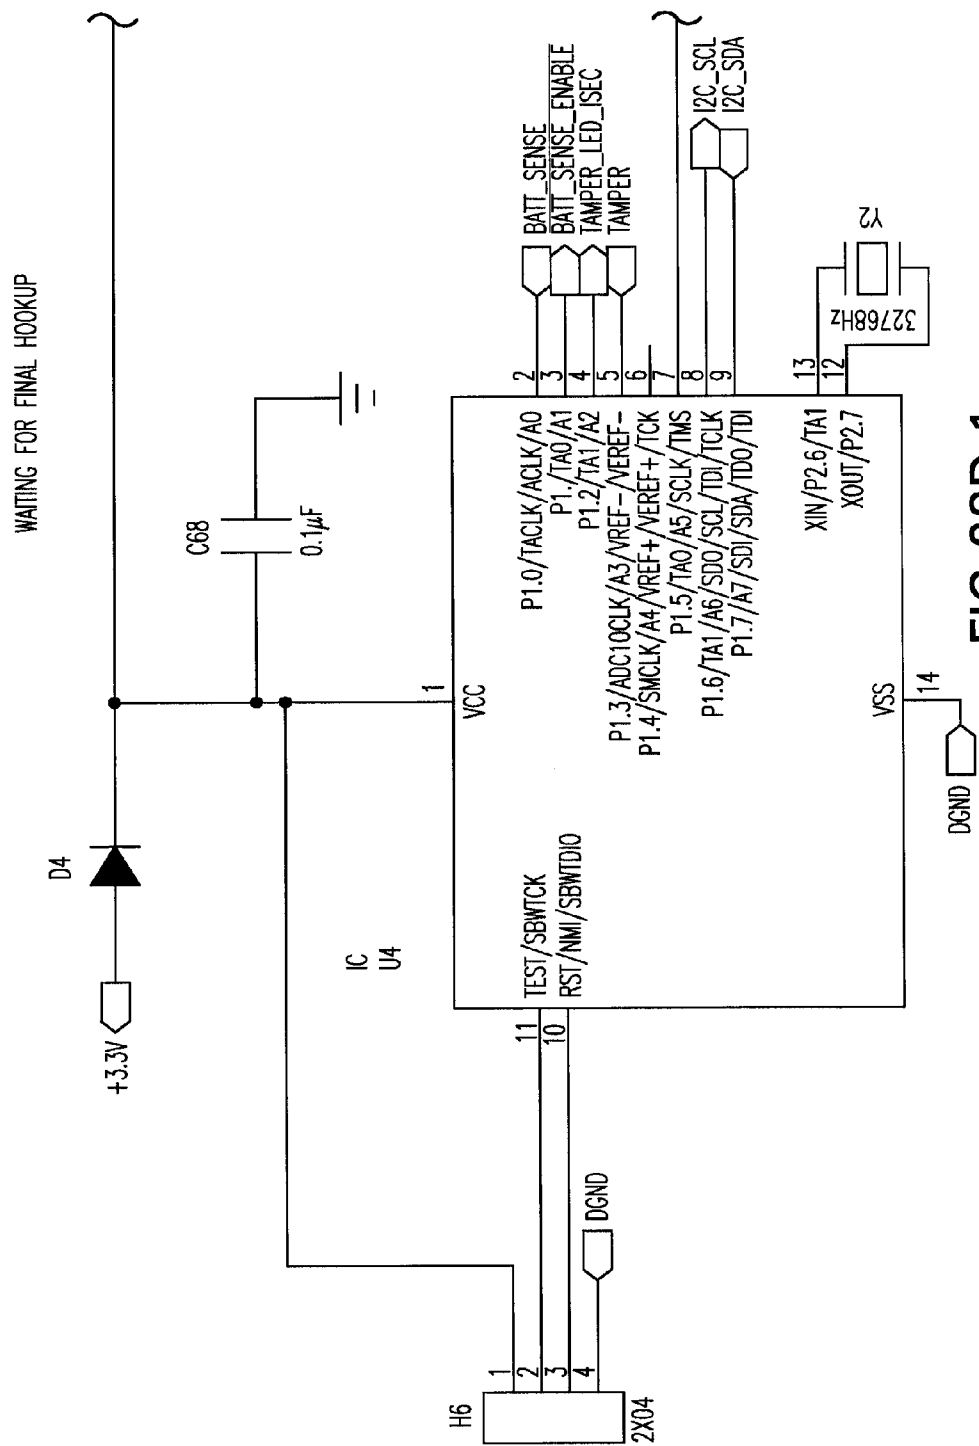 WAITING FOR FINAL HOOKUP
D4
+3.3V
C68
0.1µF
IC
U4
1
VCC
H6
1
2
3
4
2X04
DGND
11
TEST/SBWTCK
10
RST/NMI/SBWTDIO
P1.0/TACLK/ACLK/A0 2 BATT_SENSE
P1./TA0/A1 3 BATT_SENSE_ENABLE
P1.2/TA1/A2 4 TAMPER_LED_ISEC
P1.3/ADC10CLK/A3/VREF-/VEREF- 5 TAMPER
P1.4/SMCLK/A4/VREF+/VEREF+/TCK 6
P1.5/TA0/A5/SCLK/TMS 7
P1.6/TA1/A6/SDO/SCL/TDI/TCLK 8 I2C_SCL
P1.7/A7/SDI/SDA/TDO/TDI 9 I2C_SDA
XIN/P2.6/TA1 13
XOUT/P2.7 12
32768Hz
Y2
VSS
14
DGND